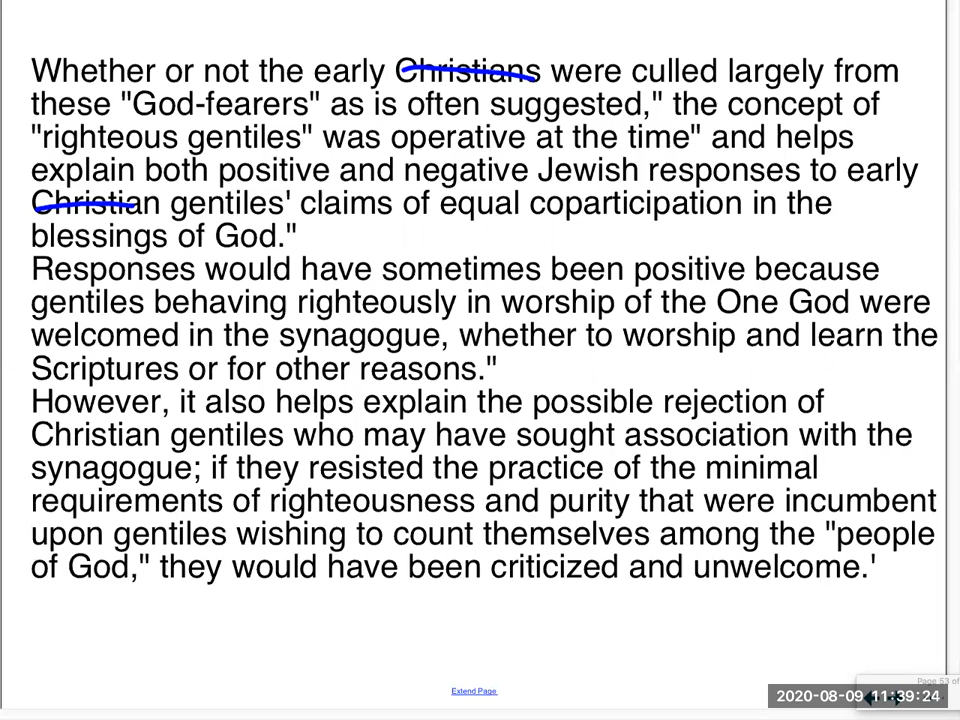 Whether or not the early Christians were culled largely from
these "God-fearers" as is often suggested," the concept of
"righteous gentiles" was operative at the time" and helps
explain both positive and negative Jewish responses to early
Christian gentiles' claims of equal coparticipation in the
blessings of God."
Responses would have sometimes been positive because
gentiles behaving righteously in worship of the One God were
welcomed in the synagogue, whether to worship and learn the
Scriptures or for other reasons."
However, it also helps explain the possible rejection of
Christian gentiles who may have sought association with the
synagogue; if they resisted the practice of the minimal
requirements of righteousness and purity that were incumbent
upon gentiles wishing to count themselves among the "people
of God," they would have been criticized and unwelcome.'
Page 53 of
Extend Page
2020-08-09 11:39:24